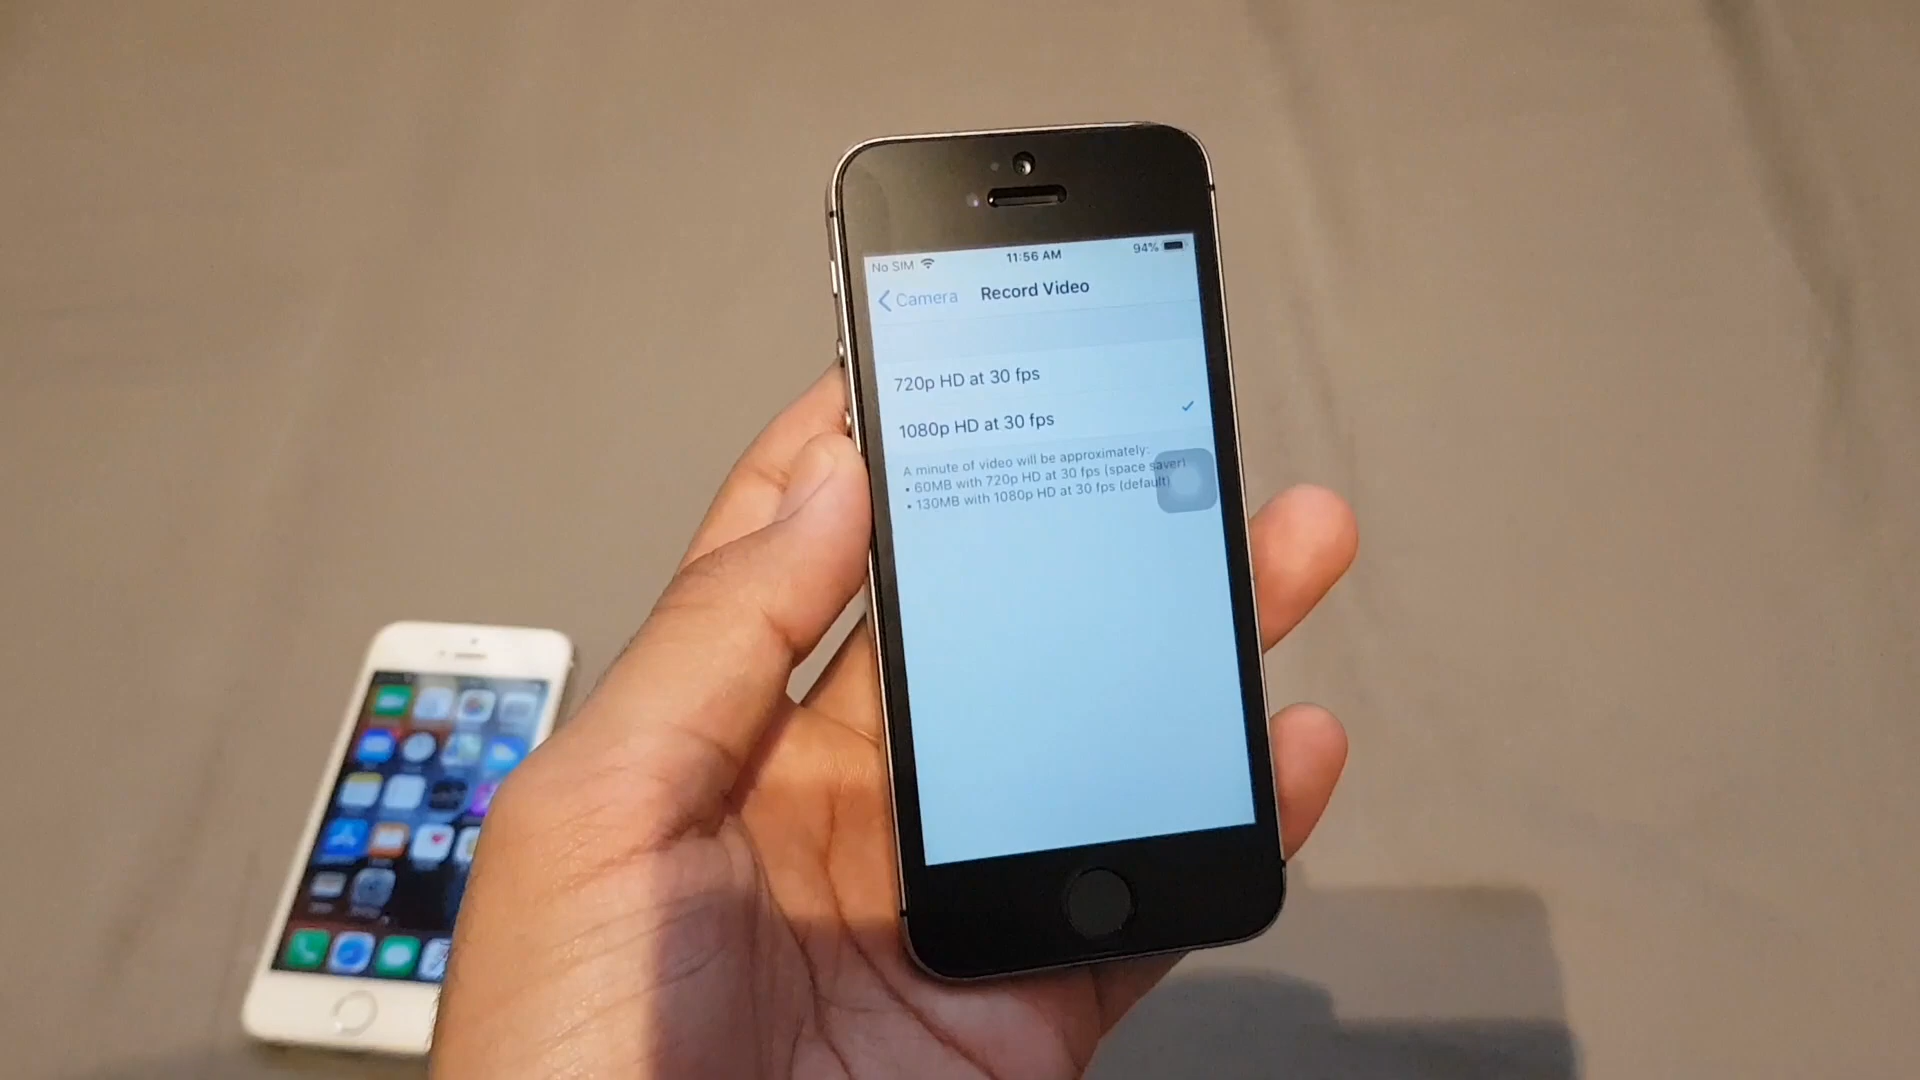 No SIM 11:56 AM 94%
Camera Record Video
720p HD at 30 fps
1080p HD at 30 fps
A minute of video will be approximately:
• 60MB with 720p HD at 30 fps (space saver)
• 130MB with 1080p HD at 30 fps (default)